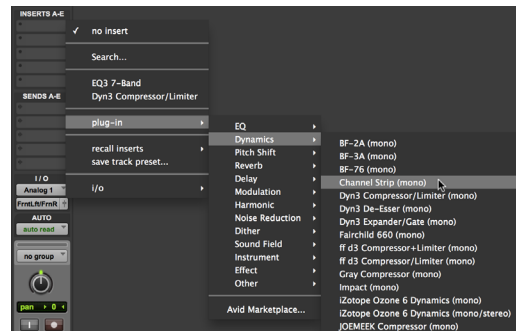 INSERTS A-E
✓ no insert
Search...
EQ3 7-Band
Dyn3 Compressor/Limiter
plug-in
recall inserts
save track preset...
i/o
SENDS A-E
I / O
Analog 1
FrntLft/FrnR
AUTO
auto read
no group
pan
0
I
EQ
Dynamics
Pitch Shift
Reverb
Delay
Modulation
Harmonic
Noise Reduction
Dither
Sound Field
Instrument
Effect
Other
Avid Marketplace...
BF-2A (mono)
BF-3A (mono)
BF-76 (mono)
Channel Strip (mono)
Dyn3 Compressor/Limiter (mono)
Dyn3 De-Esser (mono)
Dyn3 Expander/Gate (mono)
Fairchild 660 (mono)
ff d3 Compressor+Limiter (mono)
ff d3 Compressor/Limiter (mono)
Gray Compressor (mono)
Impact (mono)
iZotope Ozone 6 Dynamics (mono)
iZotope Ozone 6 Dynamics (mono/stereo)
JOEMEEK Compressor (mono)